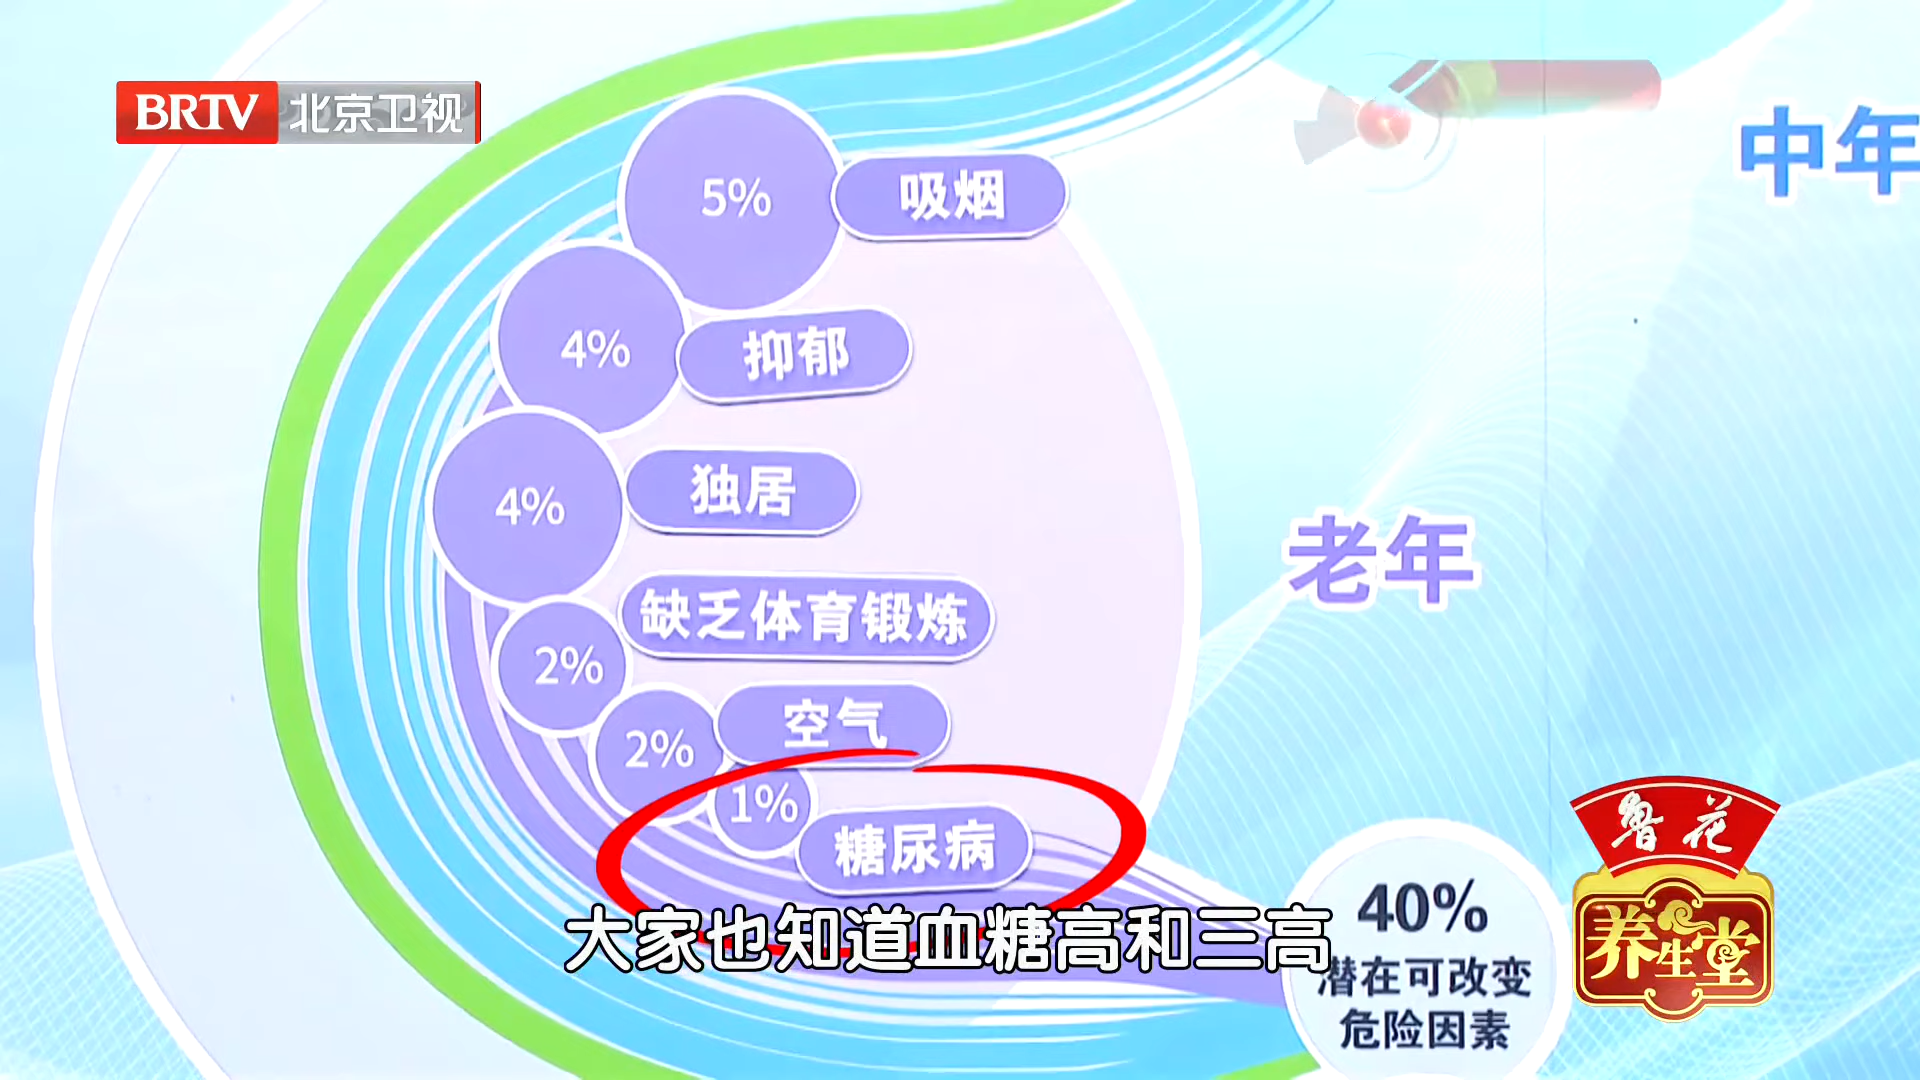 BRTV 北京卫视
中年
5%
吸烟
4%
抑郁
4%
独居
老年
缺乏体育锻炼
2%
空气
2%
1%
糖尿病
鲁花
养生堂
40%
潜在可改变
危险因素
大家也知道血糖高和三高